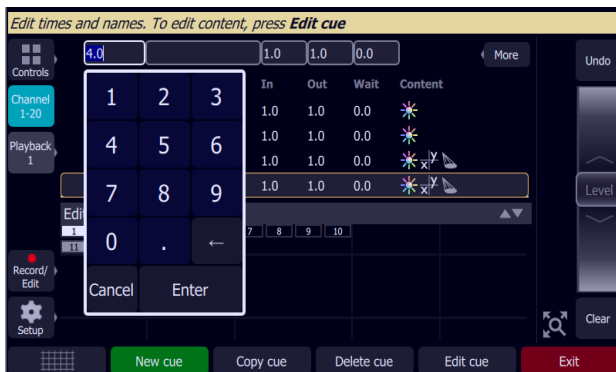 Edit times and names. To edit content, press Edit cue
4.0
1.0
1.0
0.0
More
Undo
Controls
In Out Wait Content
Channel
1-20
1.0 1.0 0.0
1.0 1.0 0.0
Playback
1
1.0 1.0 0.0 x y
1.0 1.0 0.0 x y
Level
1 2 3
4 5 6
7 8 9
0 . ←
Cancel Enter
Edi
1 7 8 9 10
11
Record/
Edit
Setup
Clear
New cue
Copy cue
Delete cue
Edit cue
Exit